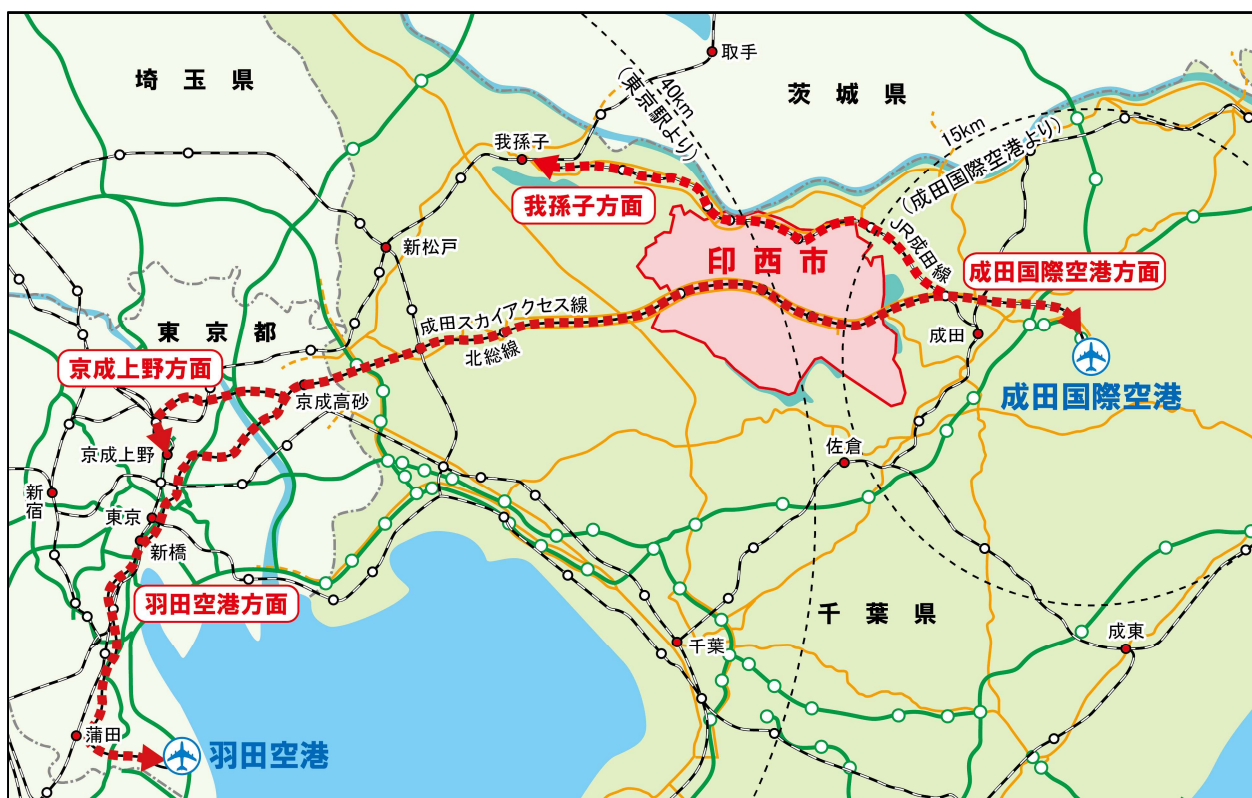 埼玉県
取手
茨城県
40km
（東京駅より）
15km
（成田国際空港より）
我孫子
我孫子方面
JR成田線
新松戸
印西市
成田国際空港方面
成田スカイアクセス線
北総線
東京都
京成上野方面
京成高砂
成田
成田国際空港
京成上野
佐倉
新宿
東京
新橋
羽田空港方面
千葉県
千葉
成東
蒲田
羽田空港